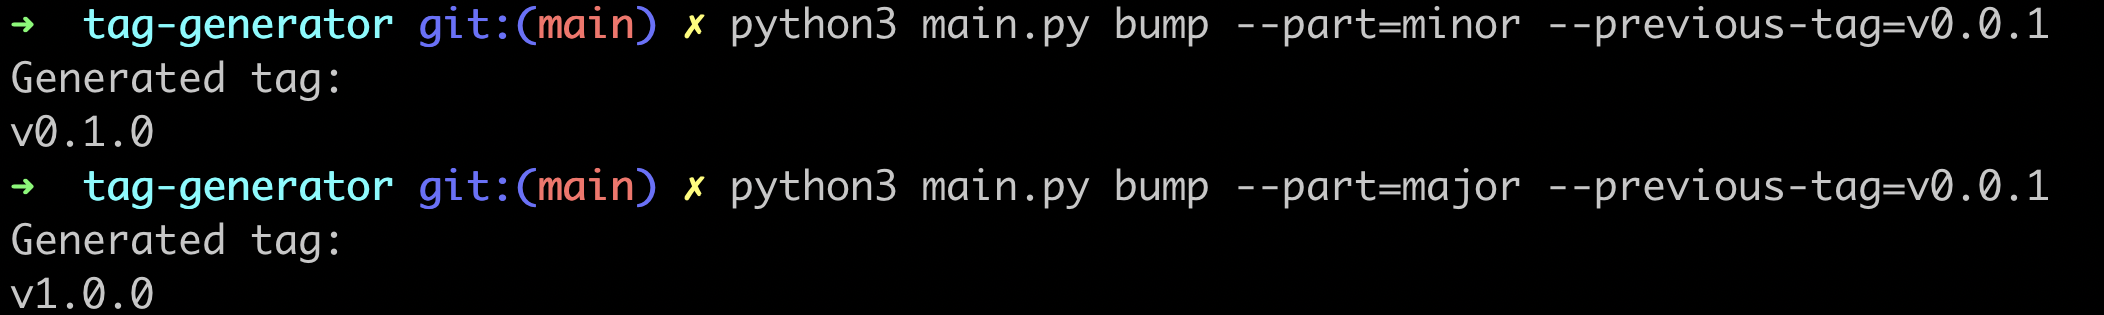 ➜  tag-generator git:(main) ✗ python3 main.py bump --part=minor --previous-tag=v0.0.1
Generated tag:
v0.1.0
➜  tag-generator git:(main) ✗ python3 main.py bump --part=major --previous-tag=v0.0.1
Generated tag:
v1.0.0